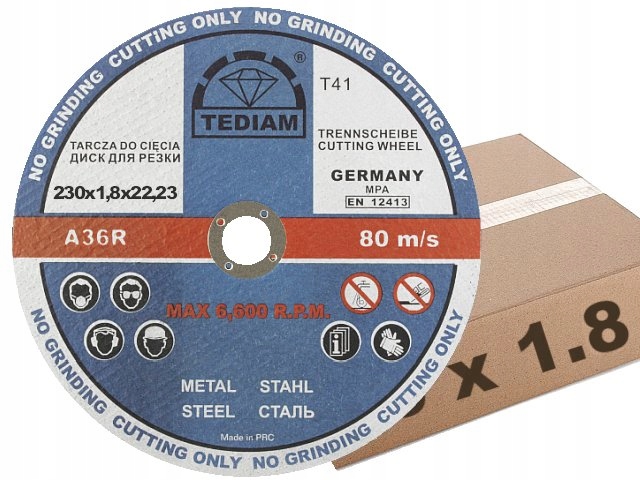 NO GRINDING CUTTING ONLY NO GRINDING CUTTING ONLY NO GRINDING CUTTING ONLY NO GRINDING CUTTING ONLY
®
TEDIAM
T41
TARCZA DO CIĘCIA
ДИСК ДЛЯ РЕЗКИ
230x1,8x22,23
TRENNSCHEIBE
CUTTING WHEEL
GERMANY
MPA
EN 12413
A36R
80 m/s
MAX 6,600 R.P.M.
METAL STAHL
STEEL СТАЛЬ
Made in PRC
x 1.8